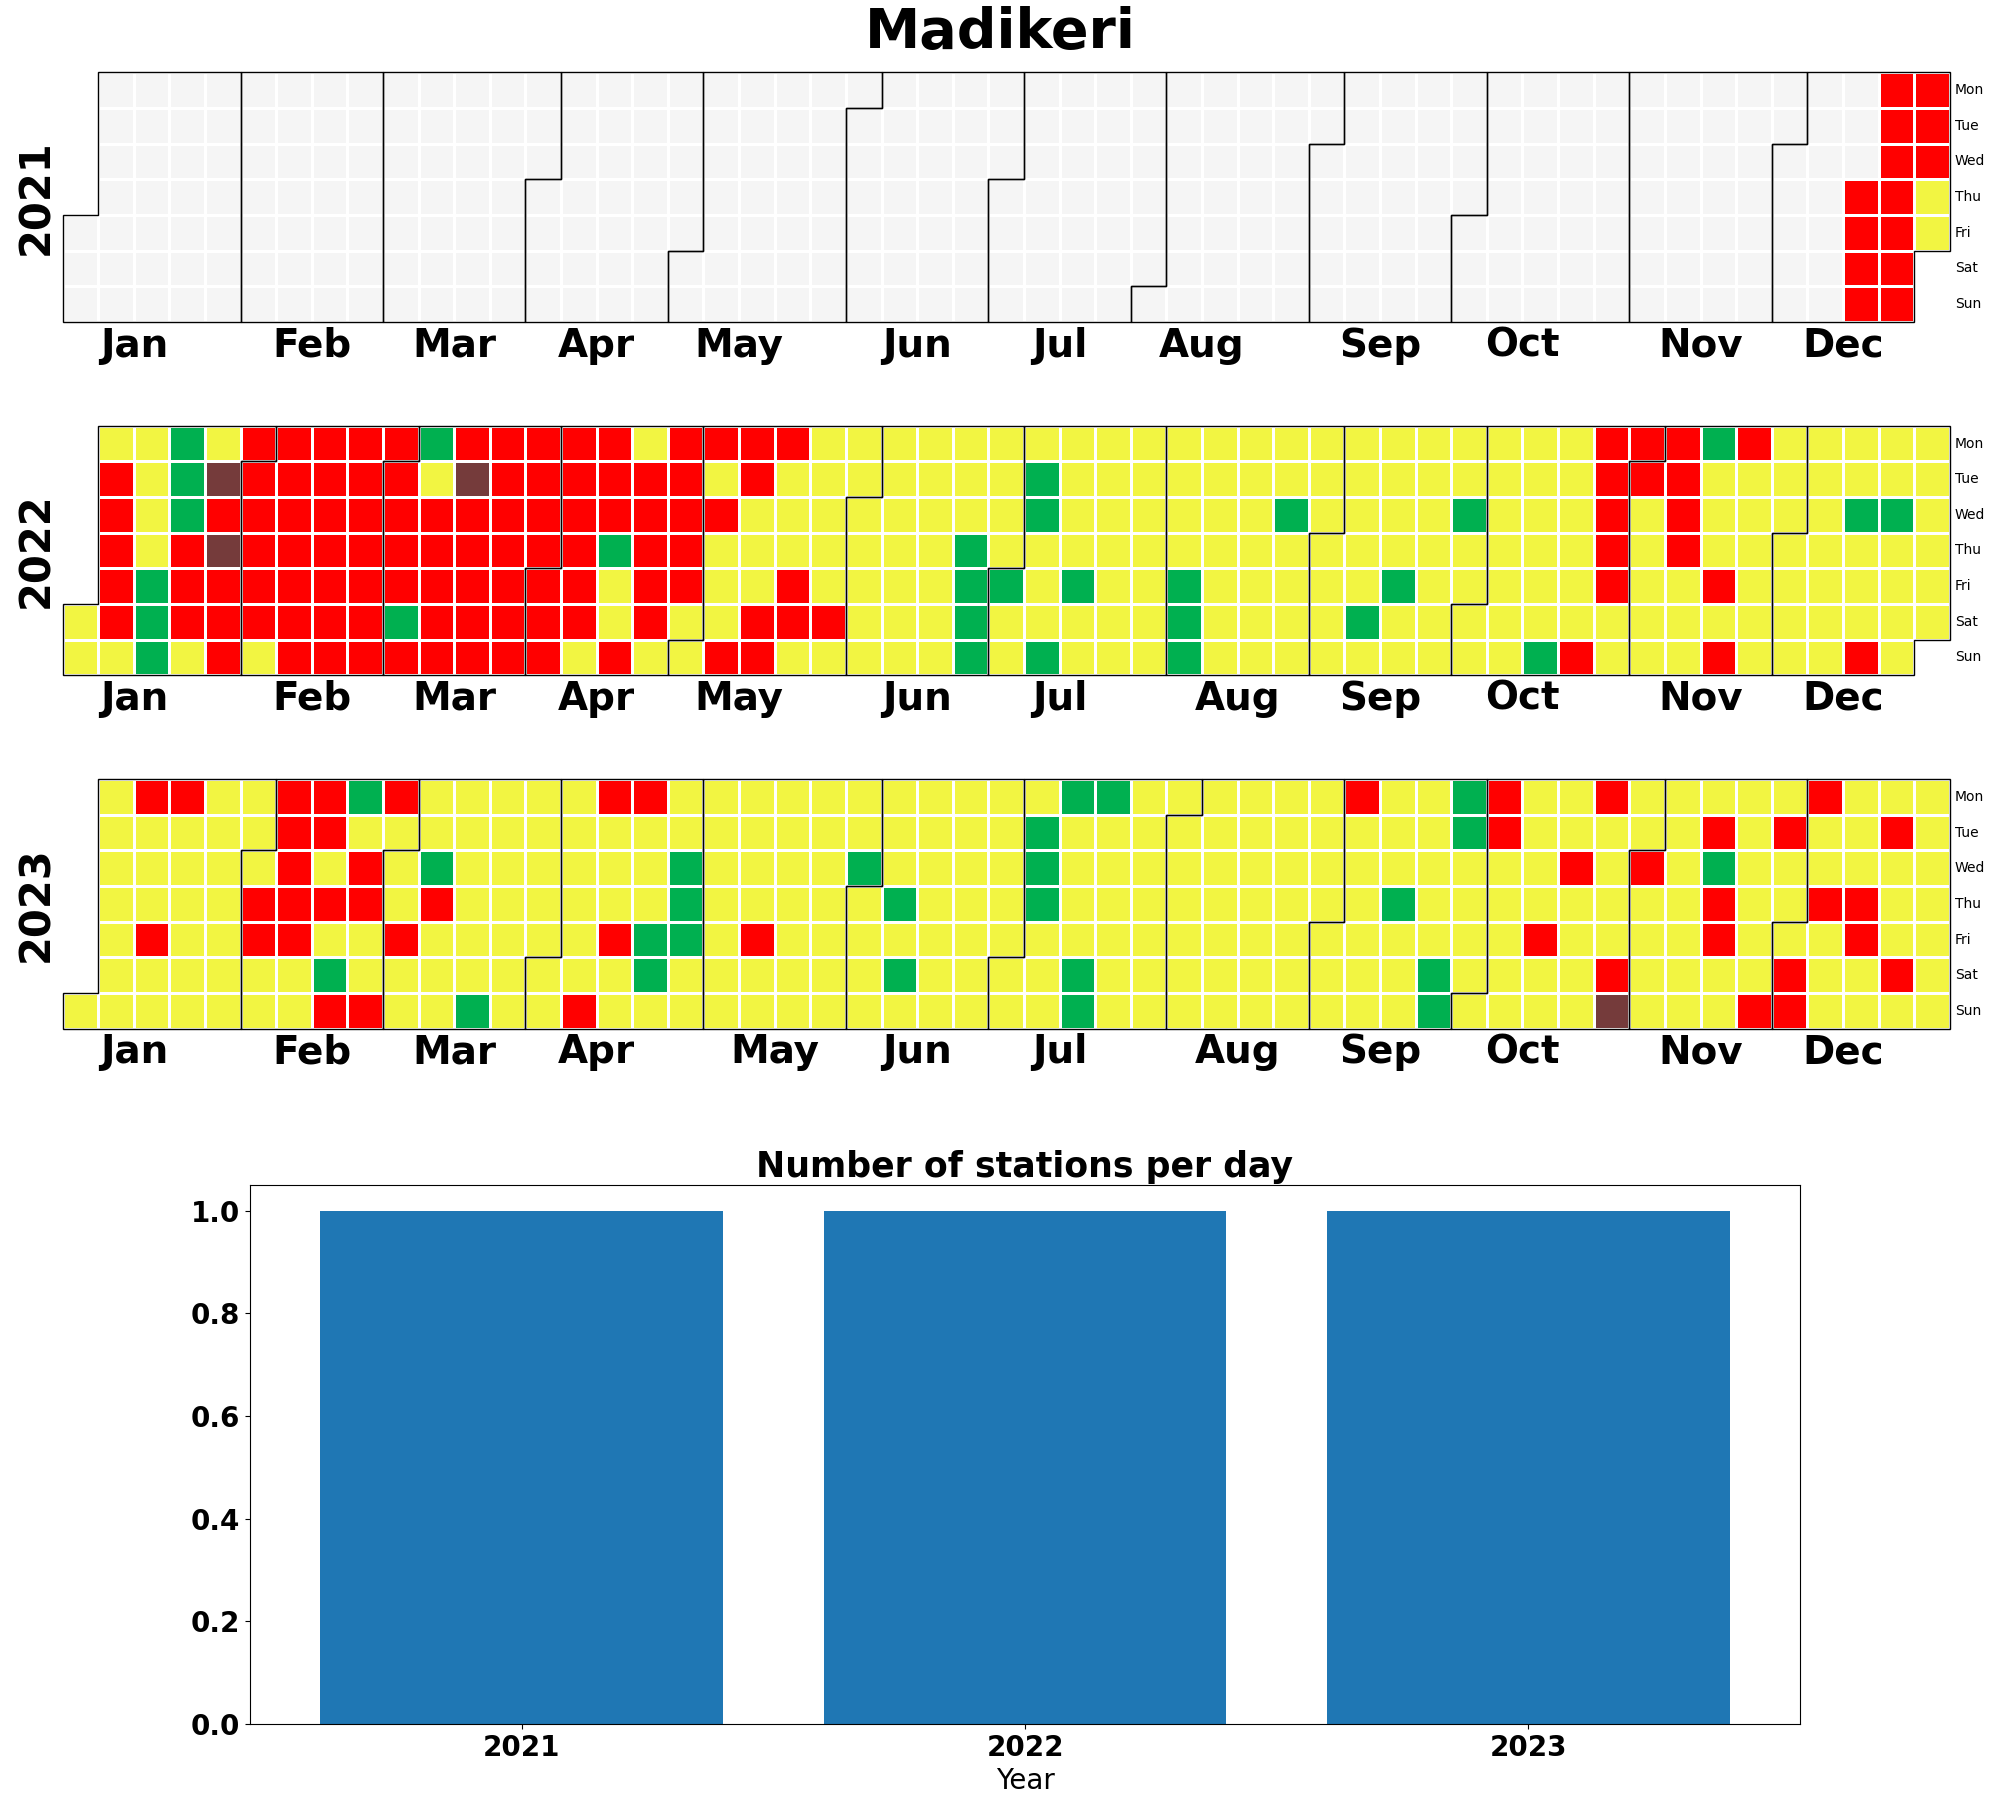 Madikeri
2021
Mon
Tue
Wed
Thu
Fri
Sat
Sun
Jan Feb Mar Apr May Jun Jul Aug Sep Oct Nov Dec
2022
Mon
Tue
Wed
Thu
Fri
Sat
Sun
Jan Feb Mar Apr May Jun Jul Aug Sep Oct Nov Dec
2023
Mon
Tue
Wed
Thu
Fri
Sat
Sun
Jan Feb Mar Apr May Jun Jul Aug Sep Oct Nov Dec
Number of stations per day
1.0
0.8
0.6
0.4
0.2
0.0
2021 2022 2023
Year